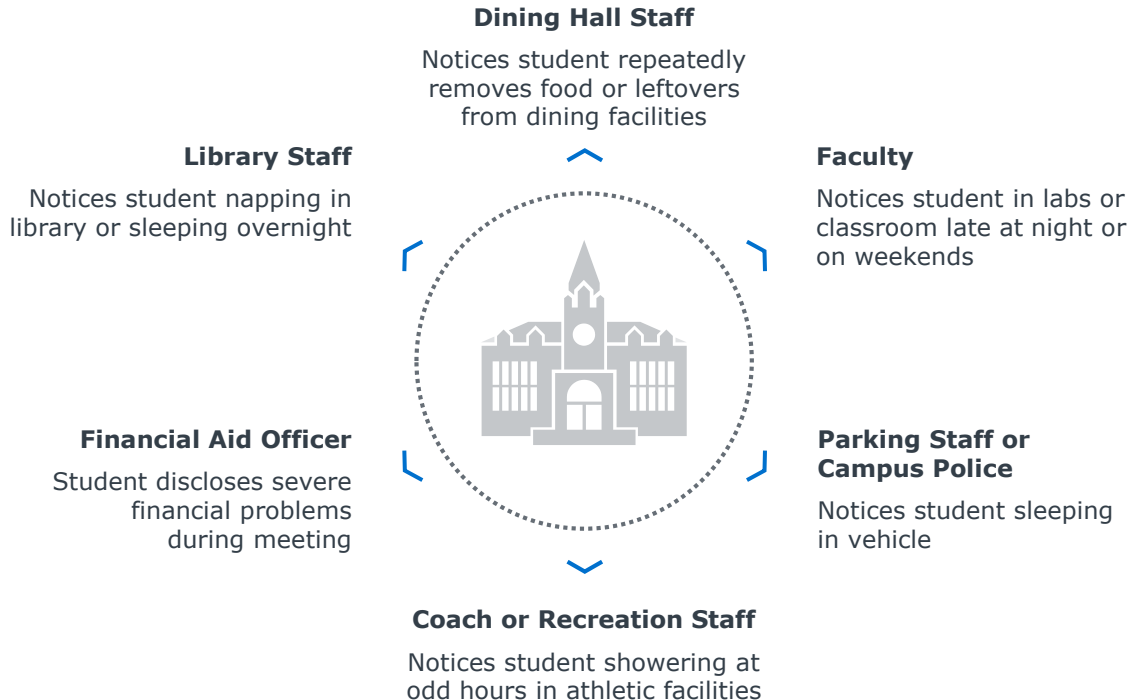 Dining Hall Staff
Notices student repeatedly
removes food or leftovers
from dining facilities
Library Staff
Notices student napping in
library or sleeping overnight
Faculty
Notices student in labs or
classroom late at night or
on weekends
Financial Aid Officer
Student discloses severe
financial problems
during meeting
Parking Staff or
Campus Police
Notices student sleeping
in vehicle
Coach or Recreation Staff
Notices student showering at
odd hours in athletic facilities